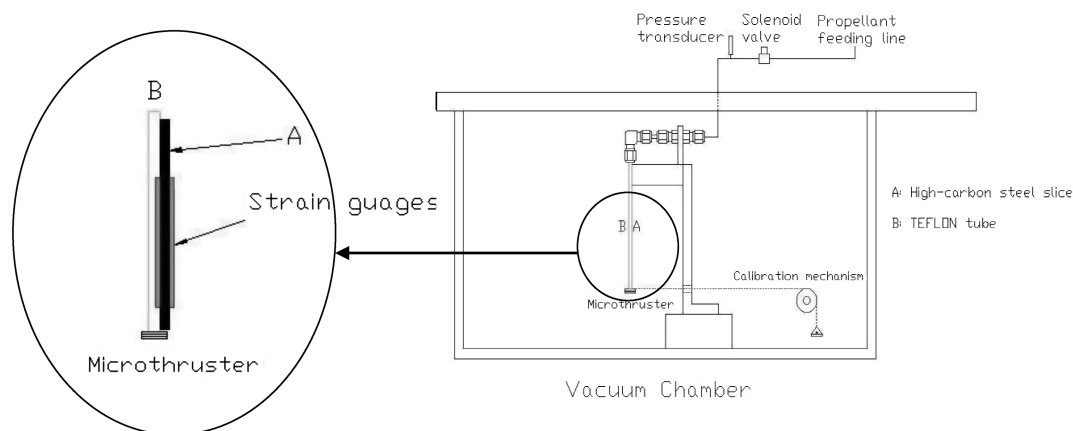 Pressure
transducer
Solenoid
valve
Propellant
feeding line
B
A
Strain guages
Microthruster
B A
A: High-carbon steel slice
B: TEFLON tube
Calibration mechanism
Microthruster
Vacuum Chamber